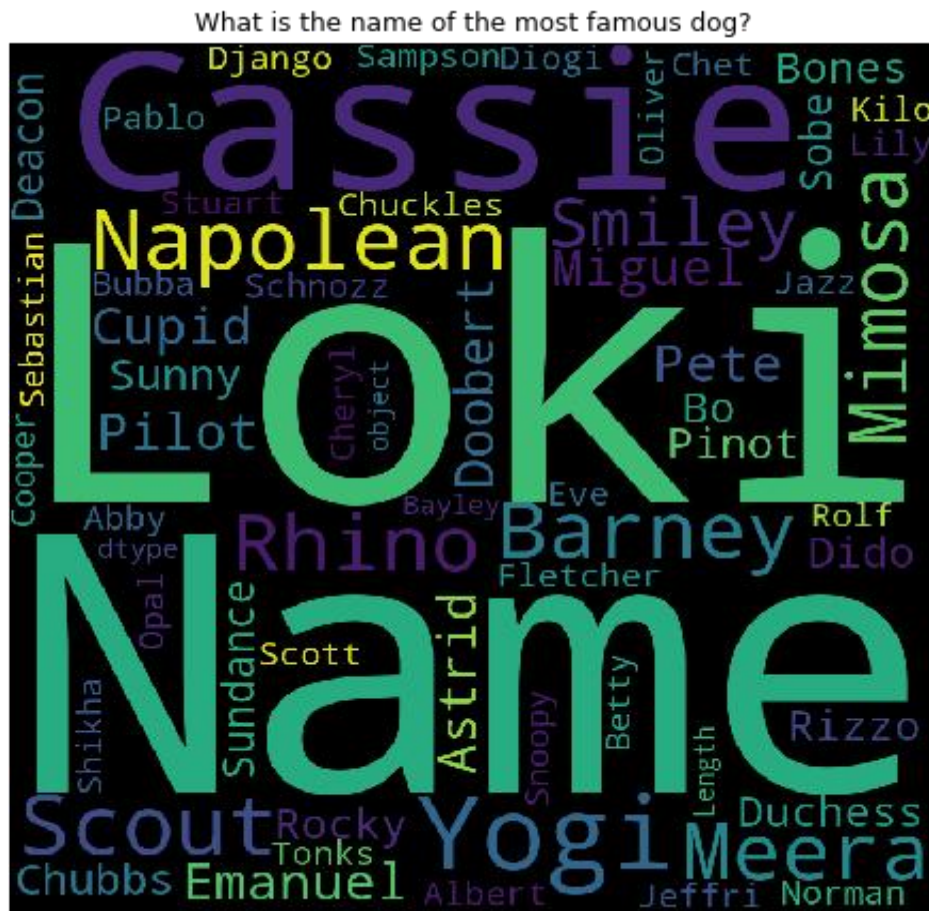 What is the name of the most famous dog?
Django
Sampson
Diogi
Chet
Bones
Cassie
Deacon
Pablo
Oliver
Sobe
Kilo
Lily
Stuart
Chuckles
Napolean
Smiley
Miguel
Mimosa
Sebastian
Bubba
Schnozz
Jazz
Loki
Cupid
Sunny
Cheryl
object
Doobert
Pete
Bo
Pilot
Pinot
Cooper
Bayley
Eve
Abby
dtype
Rhino
Barney
Rolf
Dido
Fletcher
Name
Opal
Sundance
Scott
Astrid
Betty
Snoopy
Shikha
Rizzo
Length
Scout
Rocky
Yogi
Duchess
Tonks
Meera
Chubbs
Emanuel
Albert
Jeffri
Norman